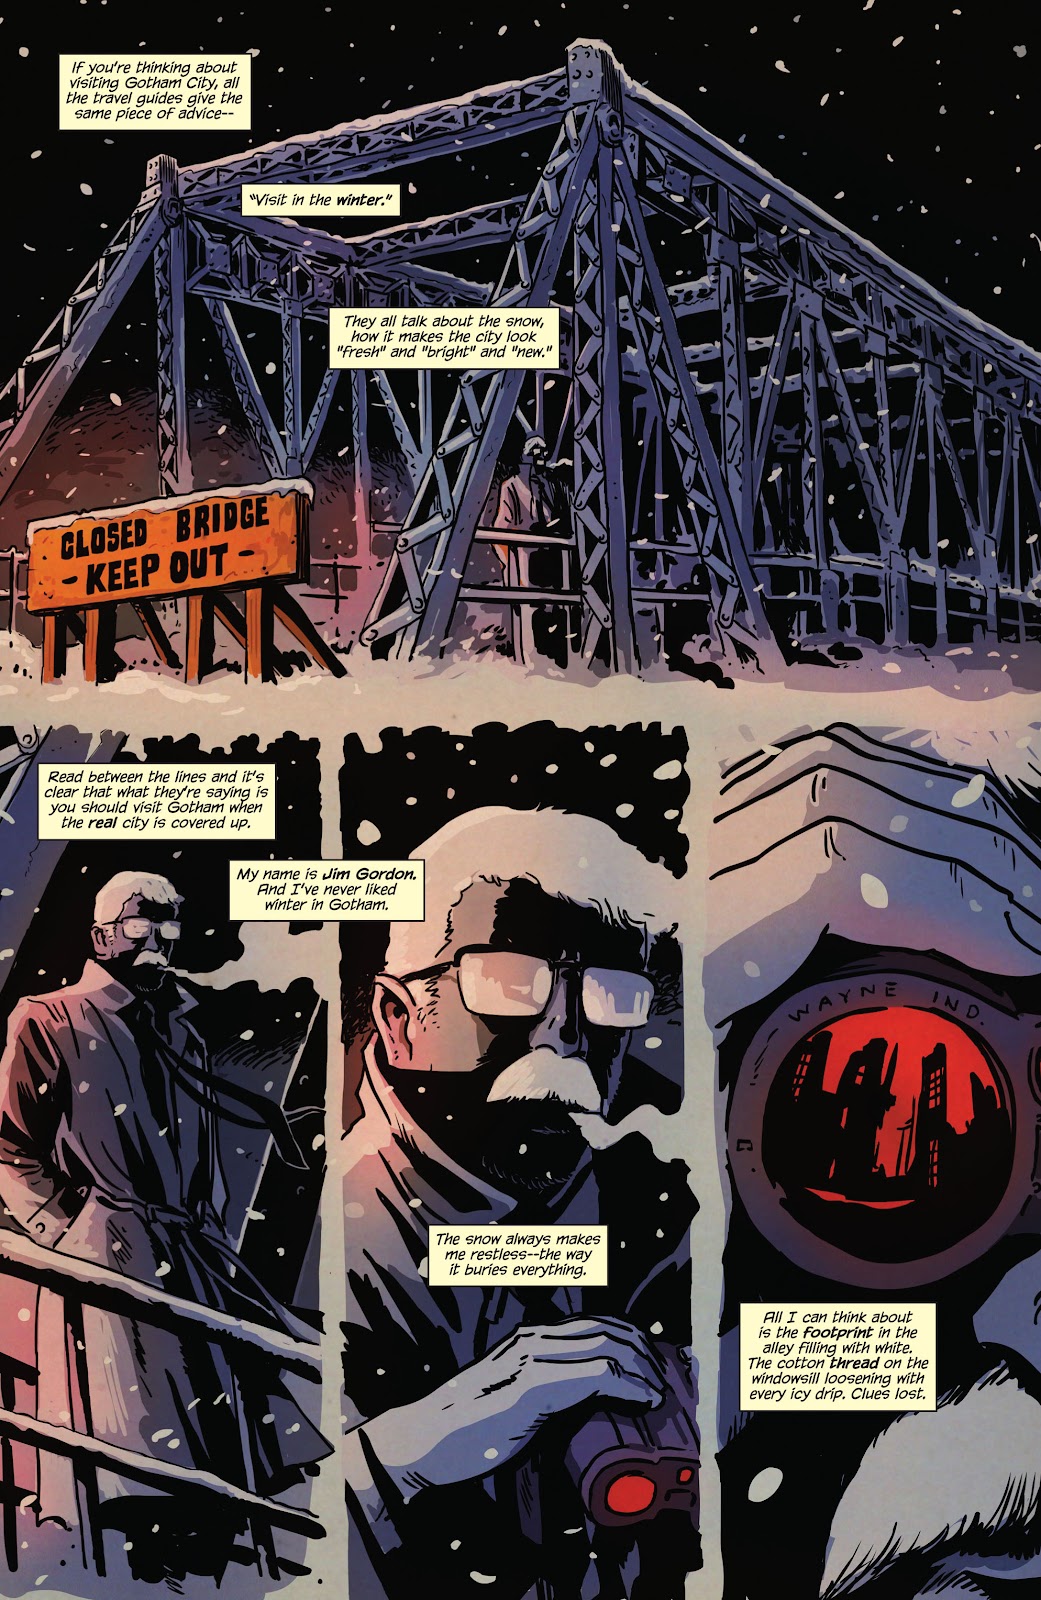 If you're thinking about
visiting Gotham City, all
the travel guides give the
same piece of advice--
"Visit in the winter."
They all talk about the snow,
how it makes the city look
"fresh" and "bright" and "new."
CLOSED BRIDGE
- KEEP OUT -
Read between the lines and it's
clear that what they're saying is
you should visit Gotham when
the real city is covered up.
My name is Jim Gordon.
And I've never liked
winter in Gotham.
The snow always makes
me restless--the way
it buries everything.
WAYNE IND.
All I can think about
is the footprint in the
alley filling with white.
The cotton thread on the
windowsill loosening with
every icy drip. Clues lost.